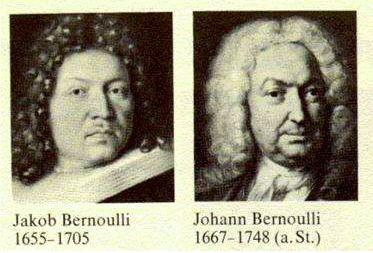 Jakob Bernoulli
1655–1705
Johann Bernoulli
1667–1748 (a. St.)